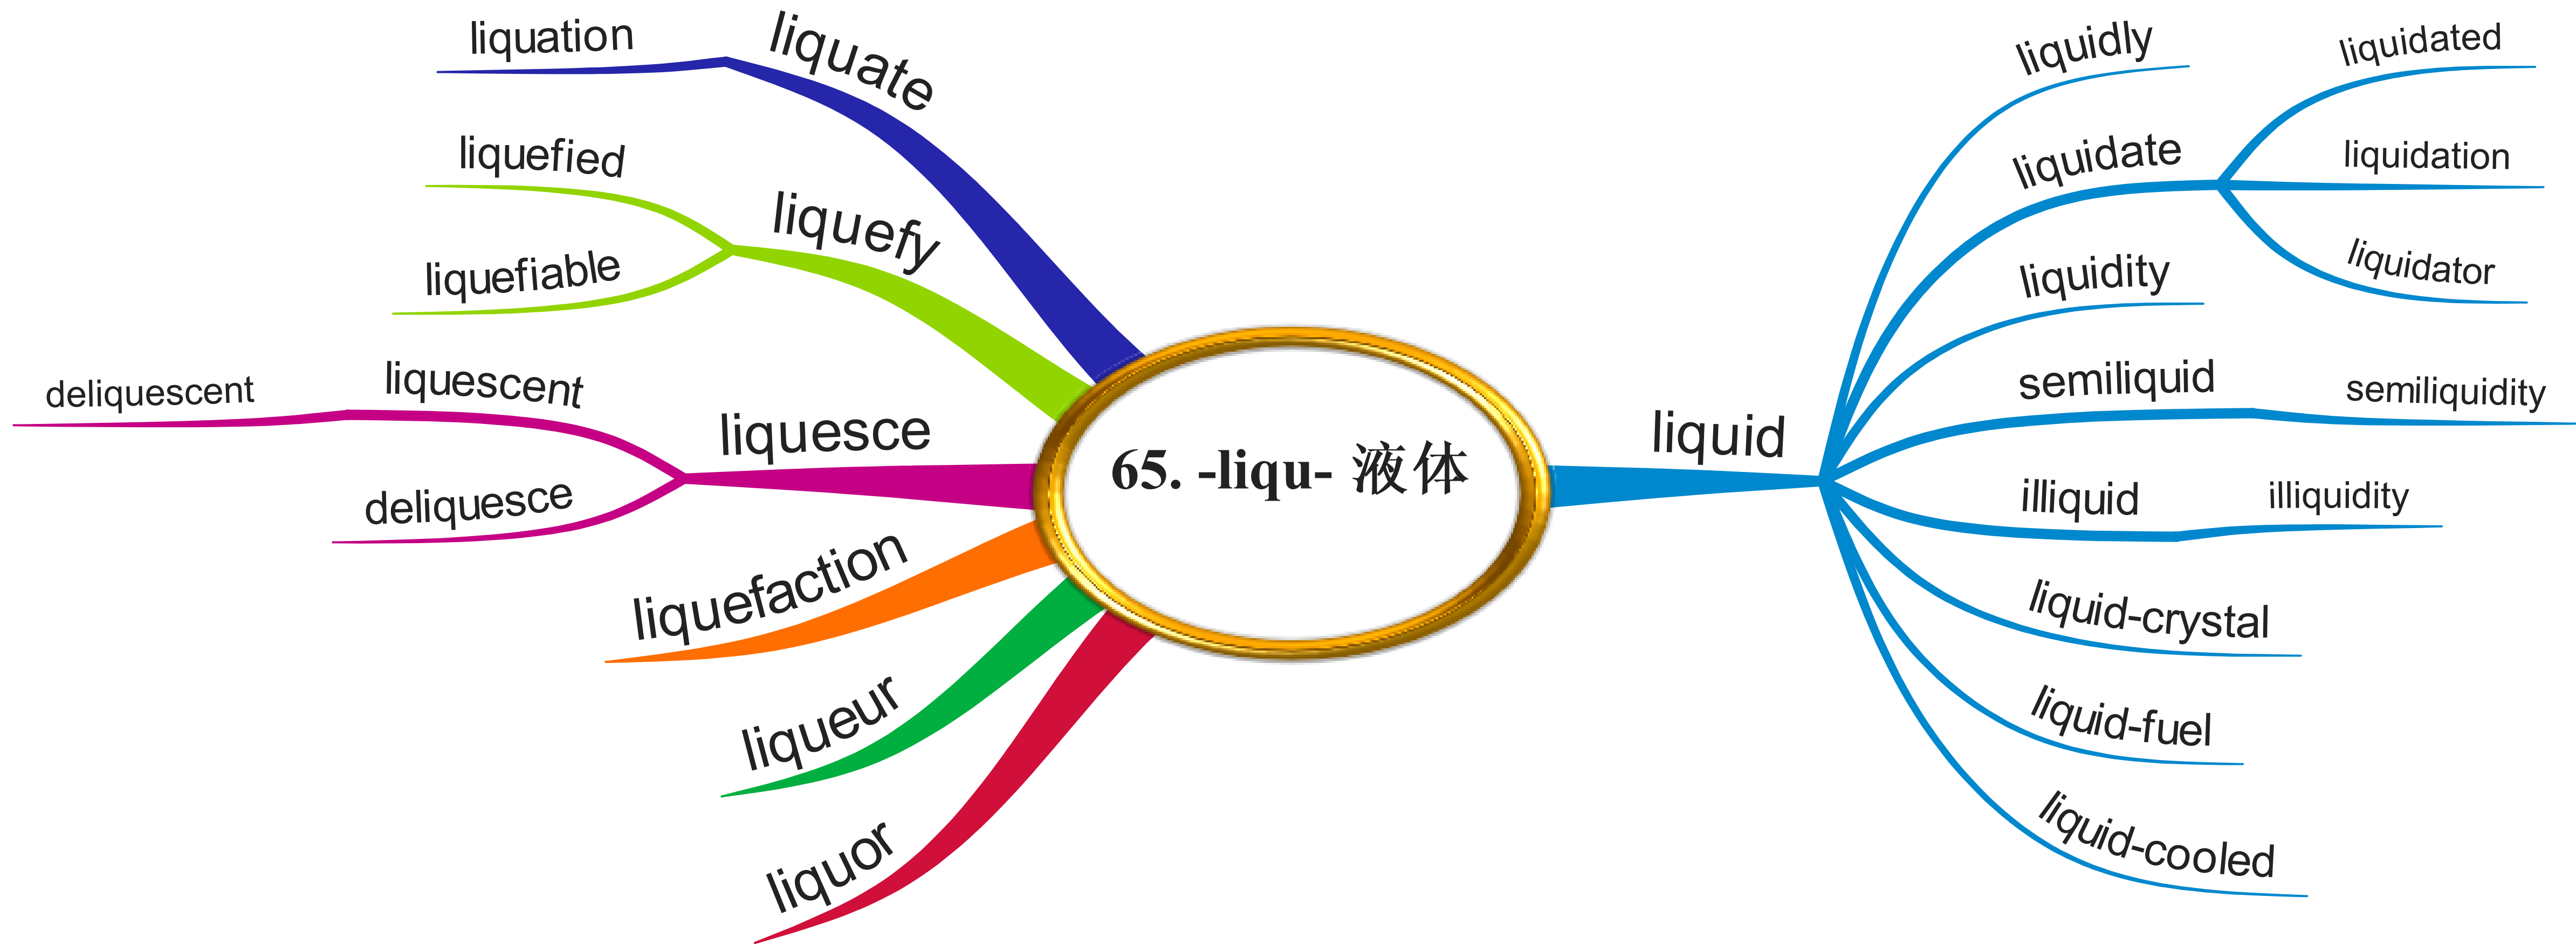 65. -liqu- 液体
liquid
liquidly
liquidate
liquidated
liquidation
liquidator
liquidity
semiliquid
semiliquidity
illiquid
illiquidity
liquid-crystal
liquid-fuel
liquid-cooled
liquate
liquation
liquefy
liquefied
liquefiable
liquesce
liquescent
deliquescent
deliquesce
liquefaction
liqueur
liquor